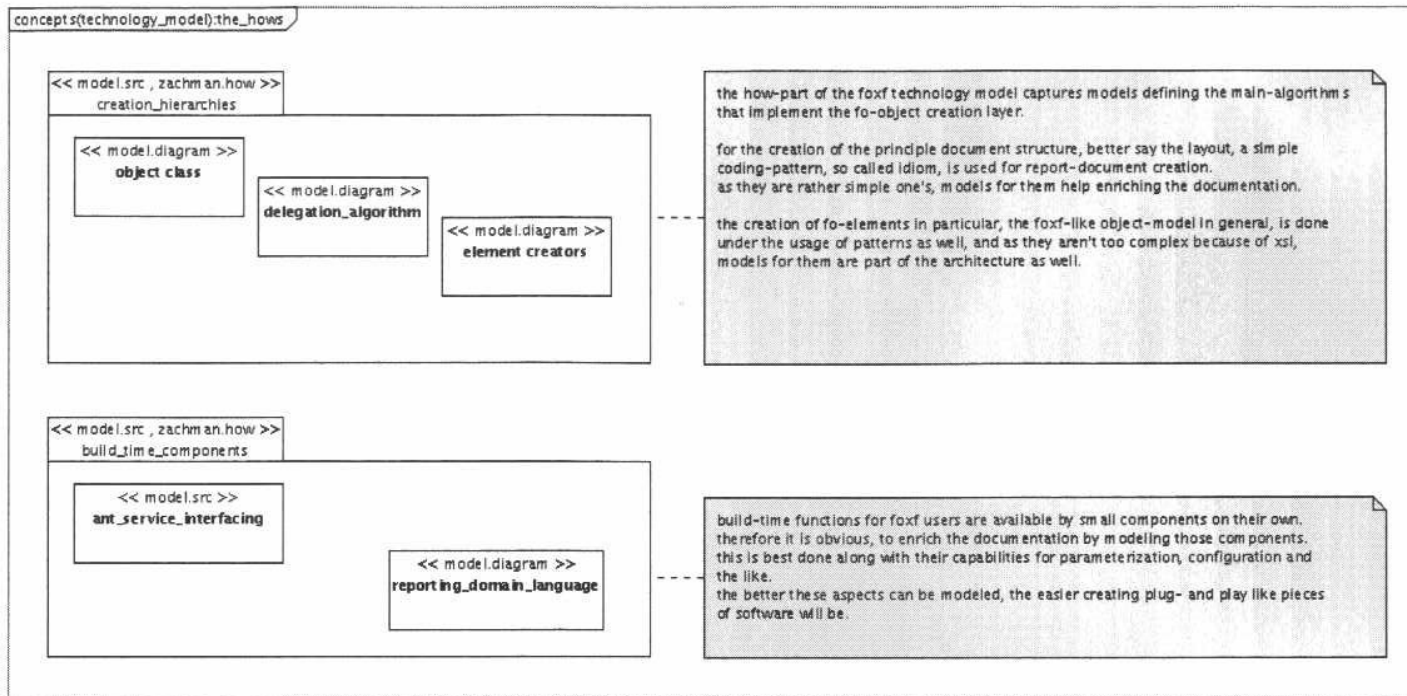 concepts(technology_model):the_hows
<< model.src , zachman.how >>
creation_hierarchies
<< model.diagram >>
object class
<< model.diagram >>
delegation_algorithm
<< model.diagram >>
element creators
the how-part of the foxf technology model captures models defining the main-algorithms
that implement the fo-object creation layer.
for the creation of the principle document structure, better say the layout, a simple
coding-pattern, so called idiom, is used for report-document creation.
as they are rather simple one's, models for them help enriching the documentation.
the creation of fo-elements in particular, the foxf-like object-model in general, is done
under the usage of patterns as well, and as they aren't too complex because of xsl,
models for them are part of the architecture as well.
<< model.src , zachman.how >>
build_time_components
<< model.src >>
ant_service_interfacing
<< model.diagram >>
reporting_domain_language
build-time functions for foxf users are available by small components on their own.
therefore it is obvious, to enrich the documentation by modeling those components.
this is best done along with their capabilities for parameterization, configuration and
the like.
the better these aspects can be modeled, the easier creating plug- and play like pieces
of software will be.